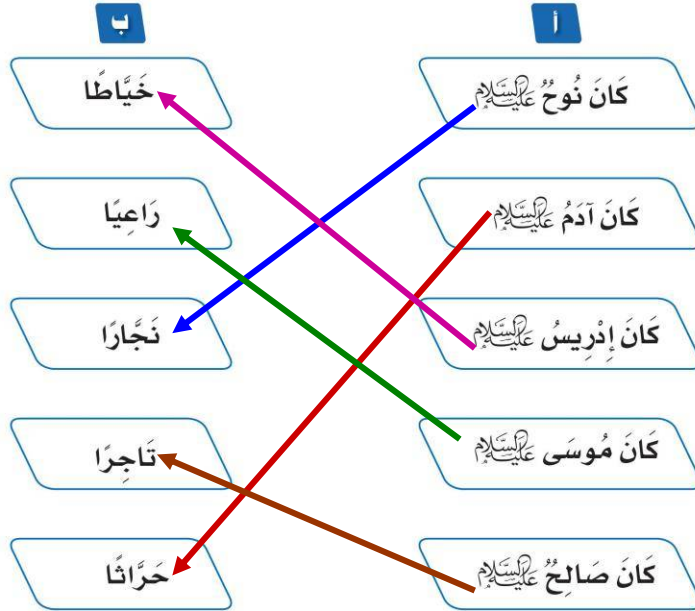 أ
ب
كَانَ نُوحُ عَلَيْهِ السَّلَامِ
خَيَّاطًا
كَانَ آدَمُ عَلَيْهِ السَّلَامِ
رَاعِيًا
كَانَ إِدْرِيسُ عَلَيْهِ السَّلَامِ
نَجَّارًا
كَانَ مُوسَى عَلَيْهِ السَّلَامِ
تَاجِرًا
كَانَ صَالِحُ عَلَيْهِ السَّلَامِ
حَرَّاثًا